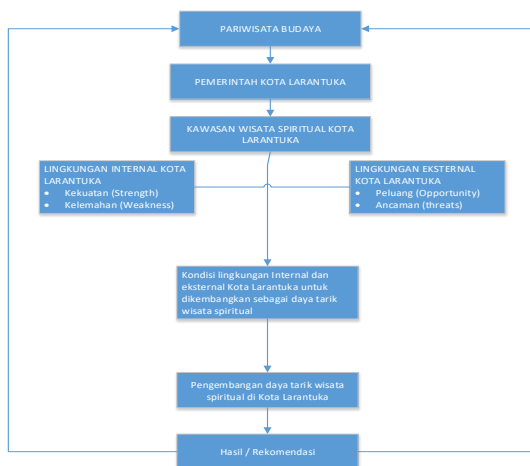 PARIWISATA BUDAYA
PEMERINTAH KOTA LARANTUKA
KAWASAN WISATA SPIRITUAL KOTA
LARANTUKA
LINGKUNGAN INTERNAL KOTA
LARANTUKA
• Kekuatan (Strength)
• Kelemahan (Weakness)
LINGKUNGAN EKSTERNAL
KOTA LARANTUKA
• Peluang (Opportunity)
• Ancaman (threats)
Kondisi lingkungan Internal dan
eksternal Kota Larantuka untuk
dikembangkan sebagai daya tarik
wisata spiritual
Pengembangan daya tarik wisata
spiritual di Kota Larantuka
Hasil / Rekomendasi